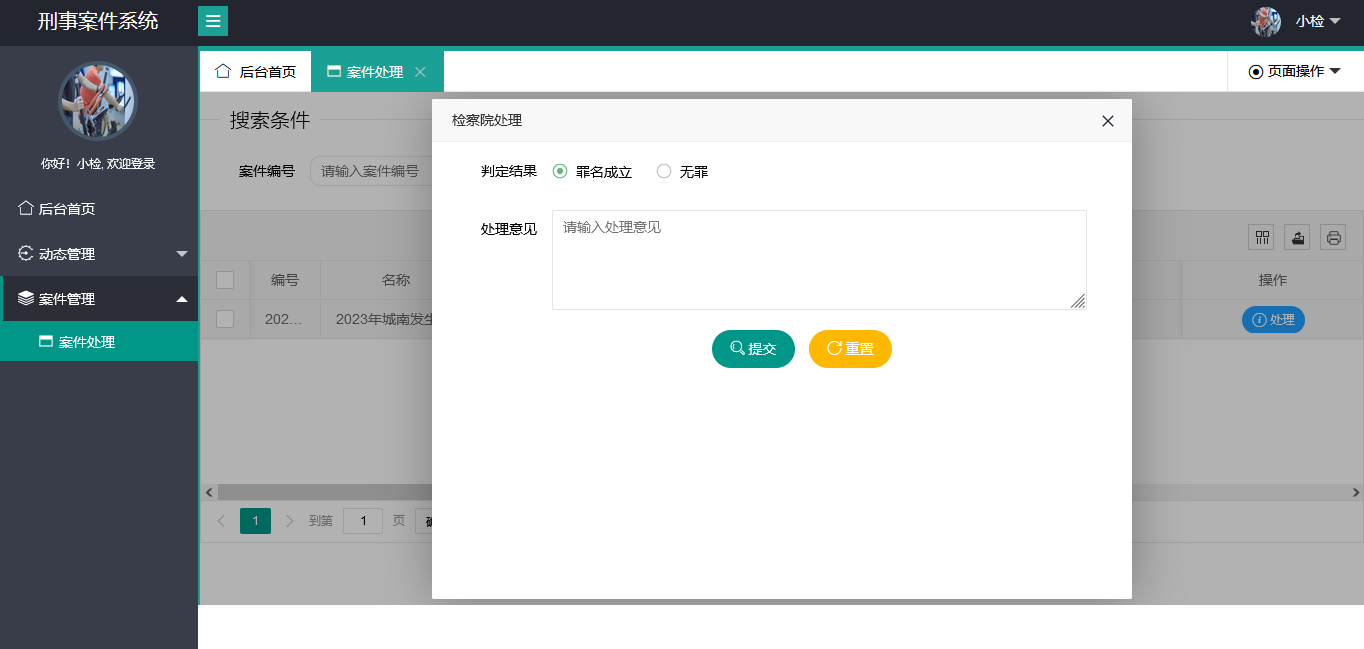 刑事案件系统
小检
你好！小检, 欢迎登录
后台首页
动态管理
案件管理
案件处理
后台首页
案件处理
页面操作
搜索条件
案件编号
请输入案件编号
编号
名称
操作
202...
2023年城南发生
处理
1
到第
1
页
检察院处理
判定结果
罪名成立
无罪
处理意见
请输入处理意见
提交
重置